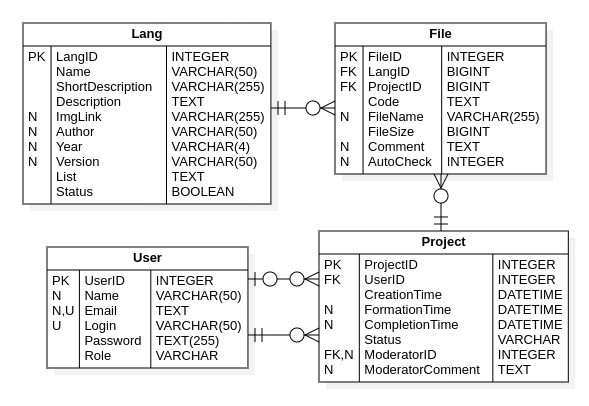 Lang
PK LangID INTEGER
Name VARCHAR(50)
ShortDescription VARCHAR(255)
Description TEXT
N ImgLink VARCHAR(255)
N Author VARCHAR(50)
N Year VARCHAR(4)
N Version VARCHAR(50)
List TEXT
Status BOOLEAN
File
PK FileID INTEGER
FK LangID BIGINT
FK ProjectID BIGINT
Code TEXT
N FileName VARCHAR(255)
FileSize BIGINT
N Comment TEXT
N AutoCheck INTEGER
User
PK UserID INTEGER
N Name VARCHAR(50)
N,U Email TEXT
U Login VARCHAR(50)
Password TEXT(255)
Role VARCHAR
Project
PK ProjectID INTEGER
FK UserID INTEGER
CreationTime DATETIME
N FormationTime DATETIME
N CompletionTime DATETIME
Status VARCHAR
FK,N ModeratorID INTEGER
N ModeratorComment TEXT